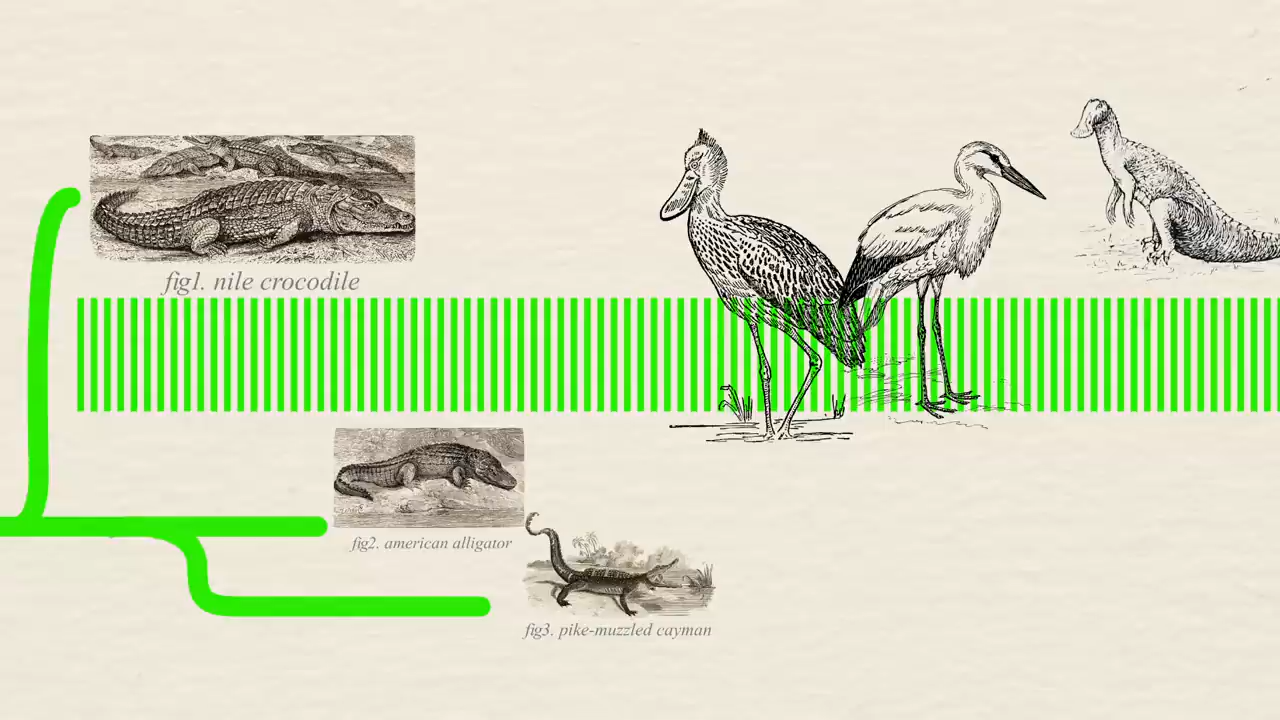 fig1. nile crocodile
fig2. american alligator
fig3. pike-muzzled cayman